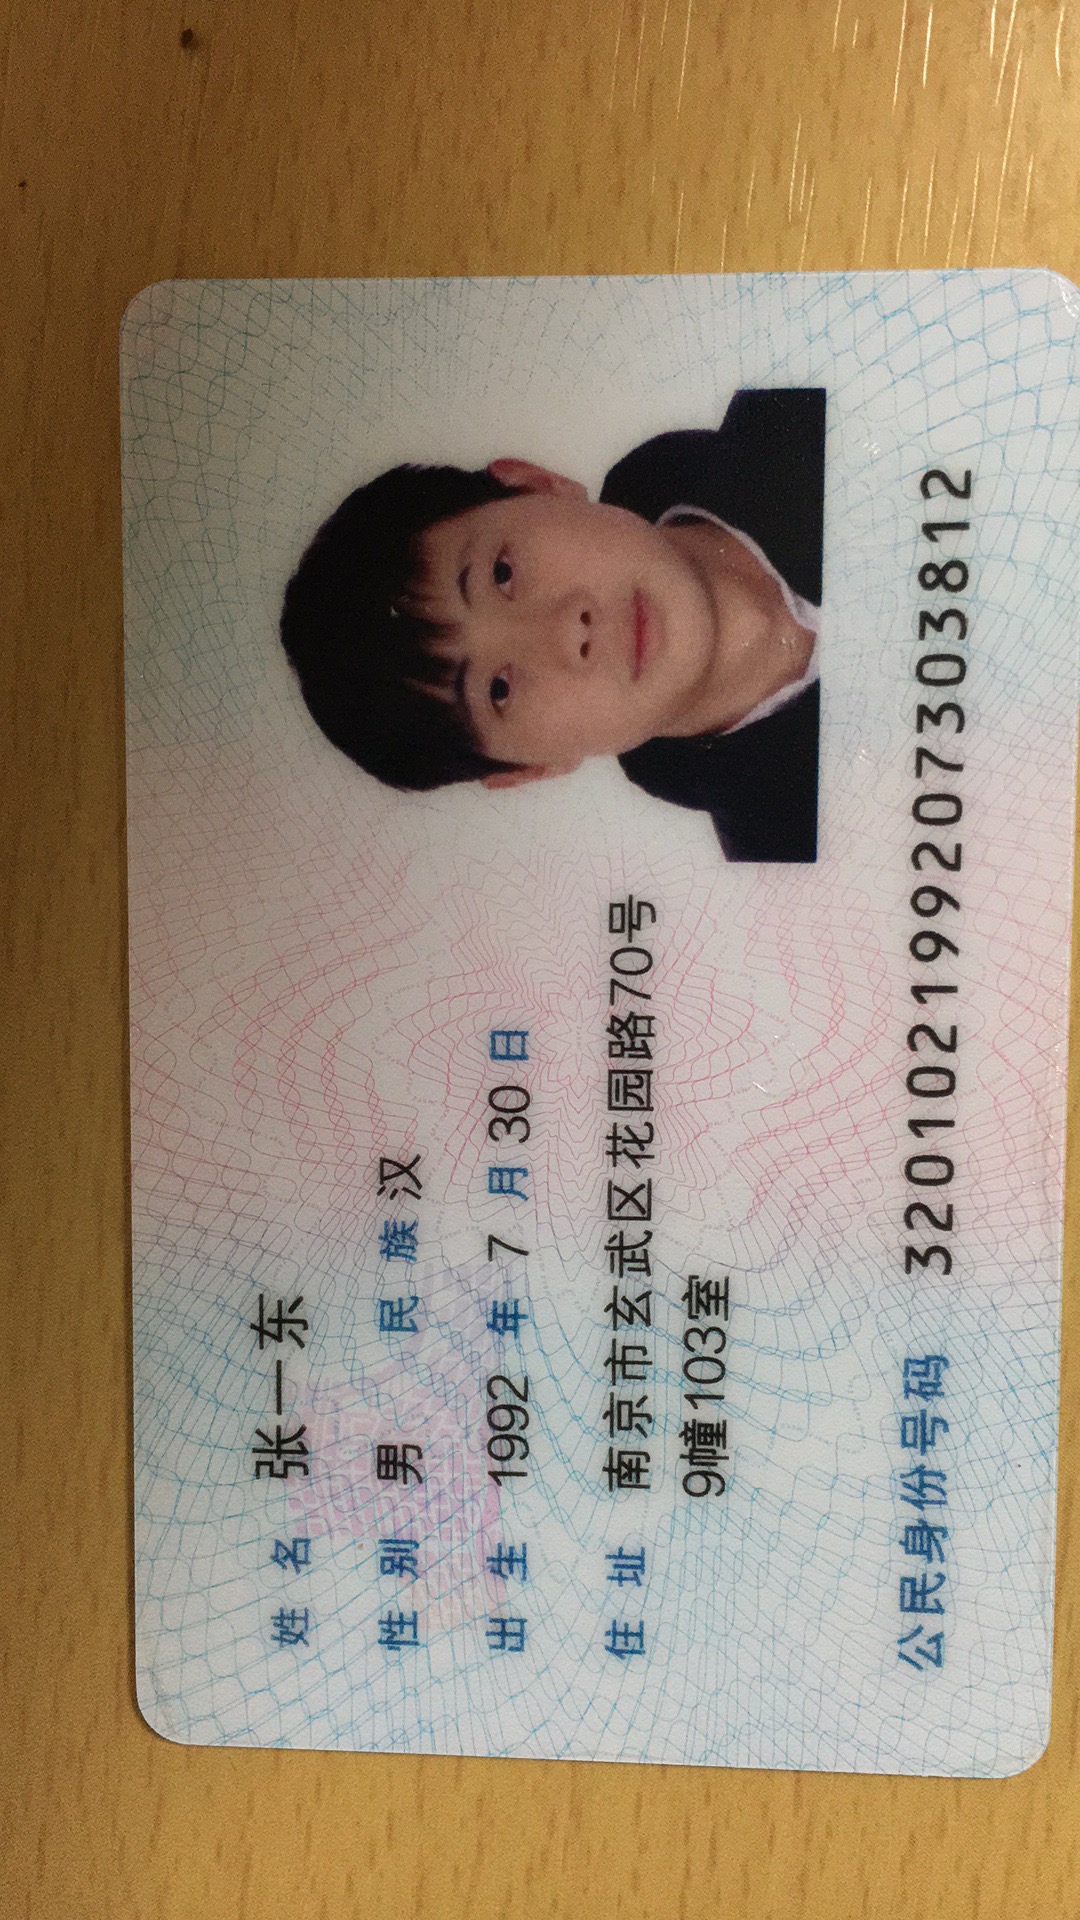 姓名 张一东
性别 男 民族 汉
出生 1992 年 7 月 30 日
住址 南京市玄武区花园路70号
9幢103室
公民身份号码 320102199207303812